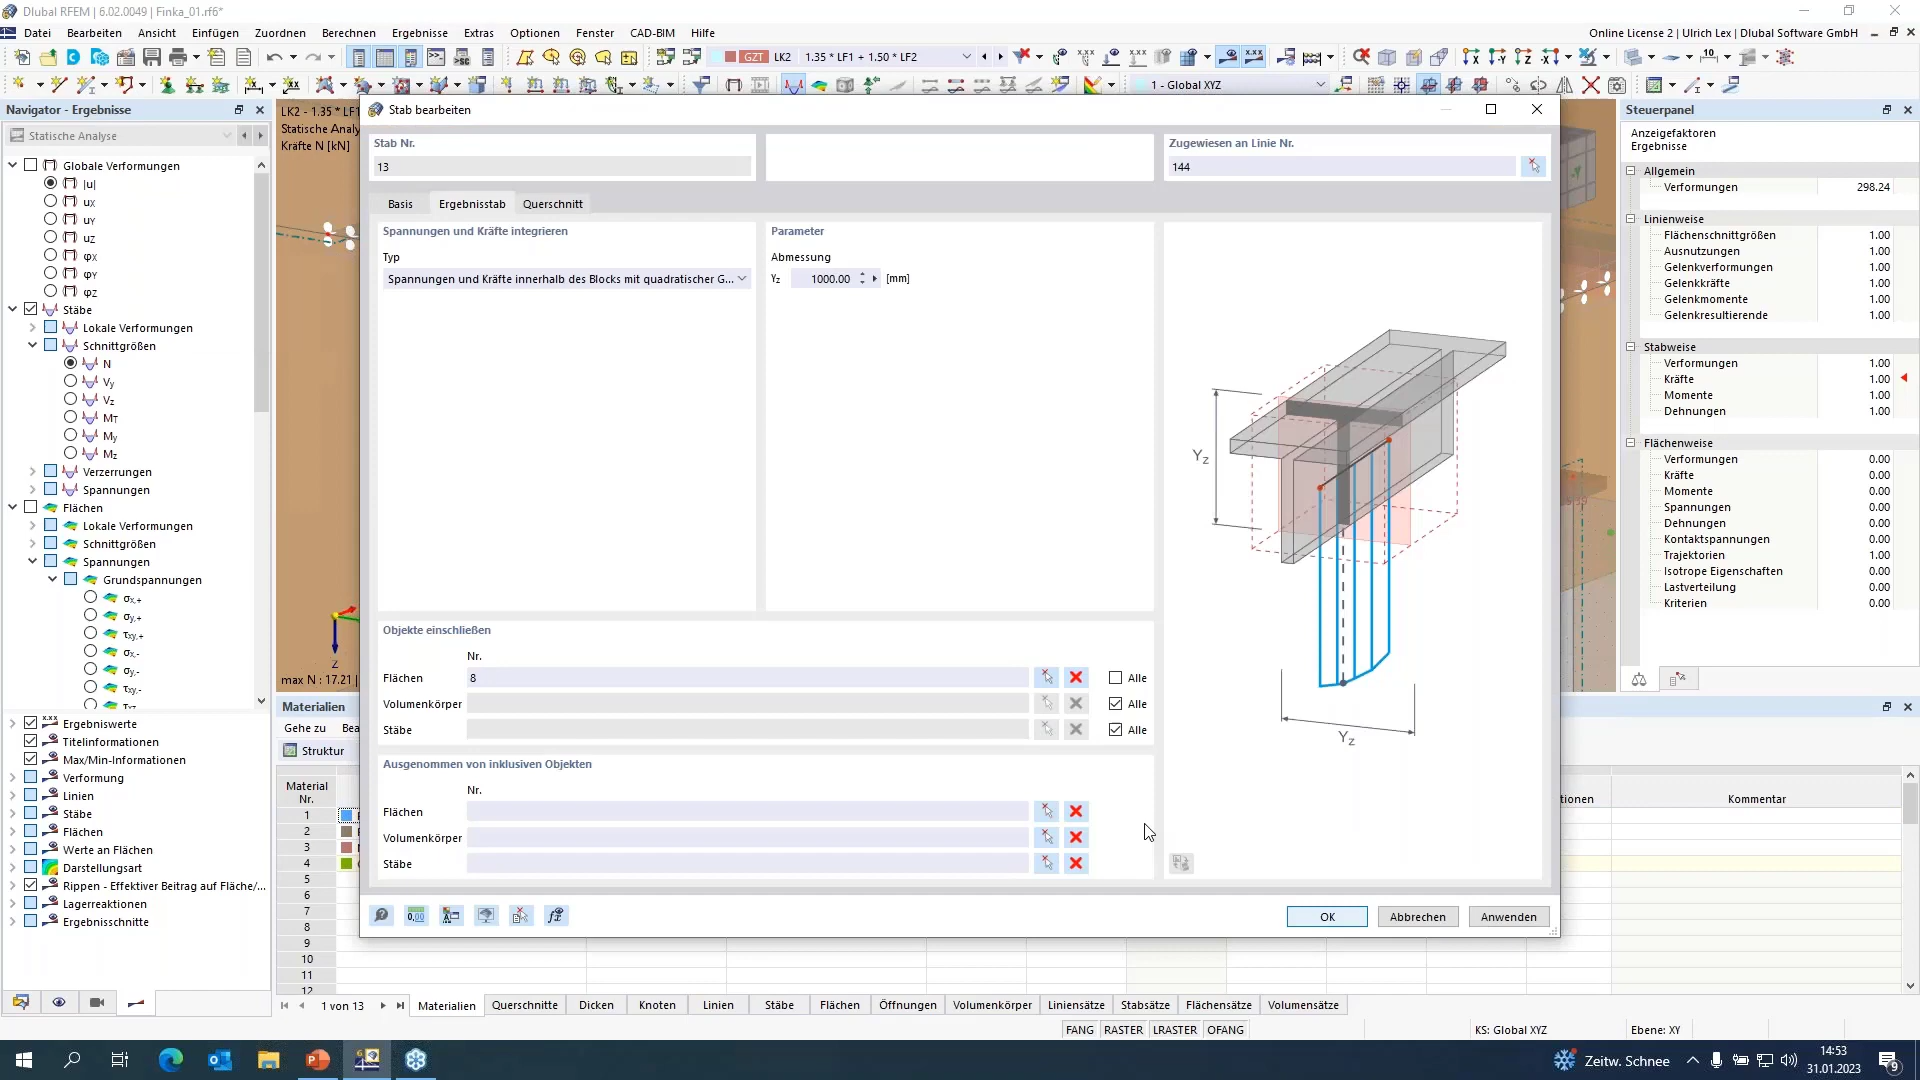 Dlubal RFEM | 6.02.0049 | Finka_01.rf6*
Datei Bearbeiten Ansicht Einfügen Zuordnen Berechnen Ergebnisse Extras Optionen Fenster CAD-BIM Hilfe
Online License 2 | Ulrich Lex | Dlubal Software GmbH
GZT LK2 1.35 * LF1 + 1.50 * LF2
1 - Global XYZ
Navigator - Ergebnisse
Statische Analyse
Globale Verformungen
|u|
uX
uY
uZ
φX
φY
φZ
Stäbe
Lokale Verformungen
Schnittgrößen
N
Vy
Vz
MT
My
Mz
Verzerrungen
Spannungen
Flächen
Lokale Verformungen
Schnittgrößen
Spannungen
Grundspannungen
σx,+
σy,+
τxy,+
σx,-
σy,-
τxy,-
Ergebniswerte
Titelinformationen
Max/Min-Informationen
Verformung
Linien
Stäbe
Flächen
Werte an Flächen
Darstellungsart
Rippen - Effektiver Beitrag auf Fläche/...
Lagerreaktionen
Ergebnisschnitte
LK2 - 1.35 * LF1
Statische Analy
Kräfte N [kN]
Z
max N : 17.21 |
Stab bearbeiten
Stab Nr.
13
Zugewiesen an Linie Nr.
144
Basis Ergebnisstab Querschnitt
Spannungen und Kräfte integrieren
Typ
Spannungen und Kräfte innerhalb des Blocks mit quadratischer G...
Parameter
Abmessung
Yz 1000.00 [mm]
Yz
Yz
Objekte einschließen
Nr.
Flächen 8 Alle
Volumenkörper Alle
Stäbe Alle
Ausgenommen von inklusiven Objekten
Nr.
Flächen
Volumenkörper
Stäbe
OK Abbrechen Anwenden
Steuerpanel
Anzeigefaktoren
Ergebnisse
Allgemein
Verformungen 298.24
Linienweise
Flächenschnittgrößen 1.00
Ausnutzungen 1.00
Gelenkverformungen 1.00
Gelenkkräfte 1.00
Gelenkmomente 1.00
Gelenkresultierende 1.00
Stabweise
Verformungen 1.00
Kräfte 1.00
Momente 1.00
Dehnungen 1.00
Flächenweise
Verformungen 0.00
Kräfte 0.00
Momente 0.00
Spannungen 0.00
Dehnungen 0.00
Kontaktspannungen 0.00
Trajektorien 1.00
Isotrope Eigenschaften 0.00
Lastverteilung 0.00
Kriterien 0.00
Materialien
Gehe zu Bea
Struktur
Material
Nr.
tionen
Kommentar
1
2
3
4
5
6
7
8
9
10
11
12
1 von 13 Materialien Querschnitte Dicken Knoten Linien Stäbe Flächen Öffnungen Volumenkörper Liniensätze Stabsätze Flächensätze Volumensätze
FANG RASTER LRASTER OFANG KS: Global XYZ Ebene: XY
Zeitw. Schnee
14:53
31.01.2023
9